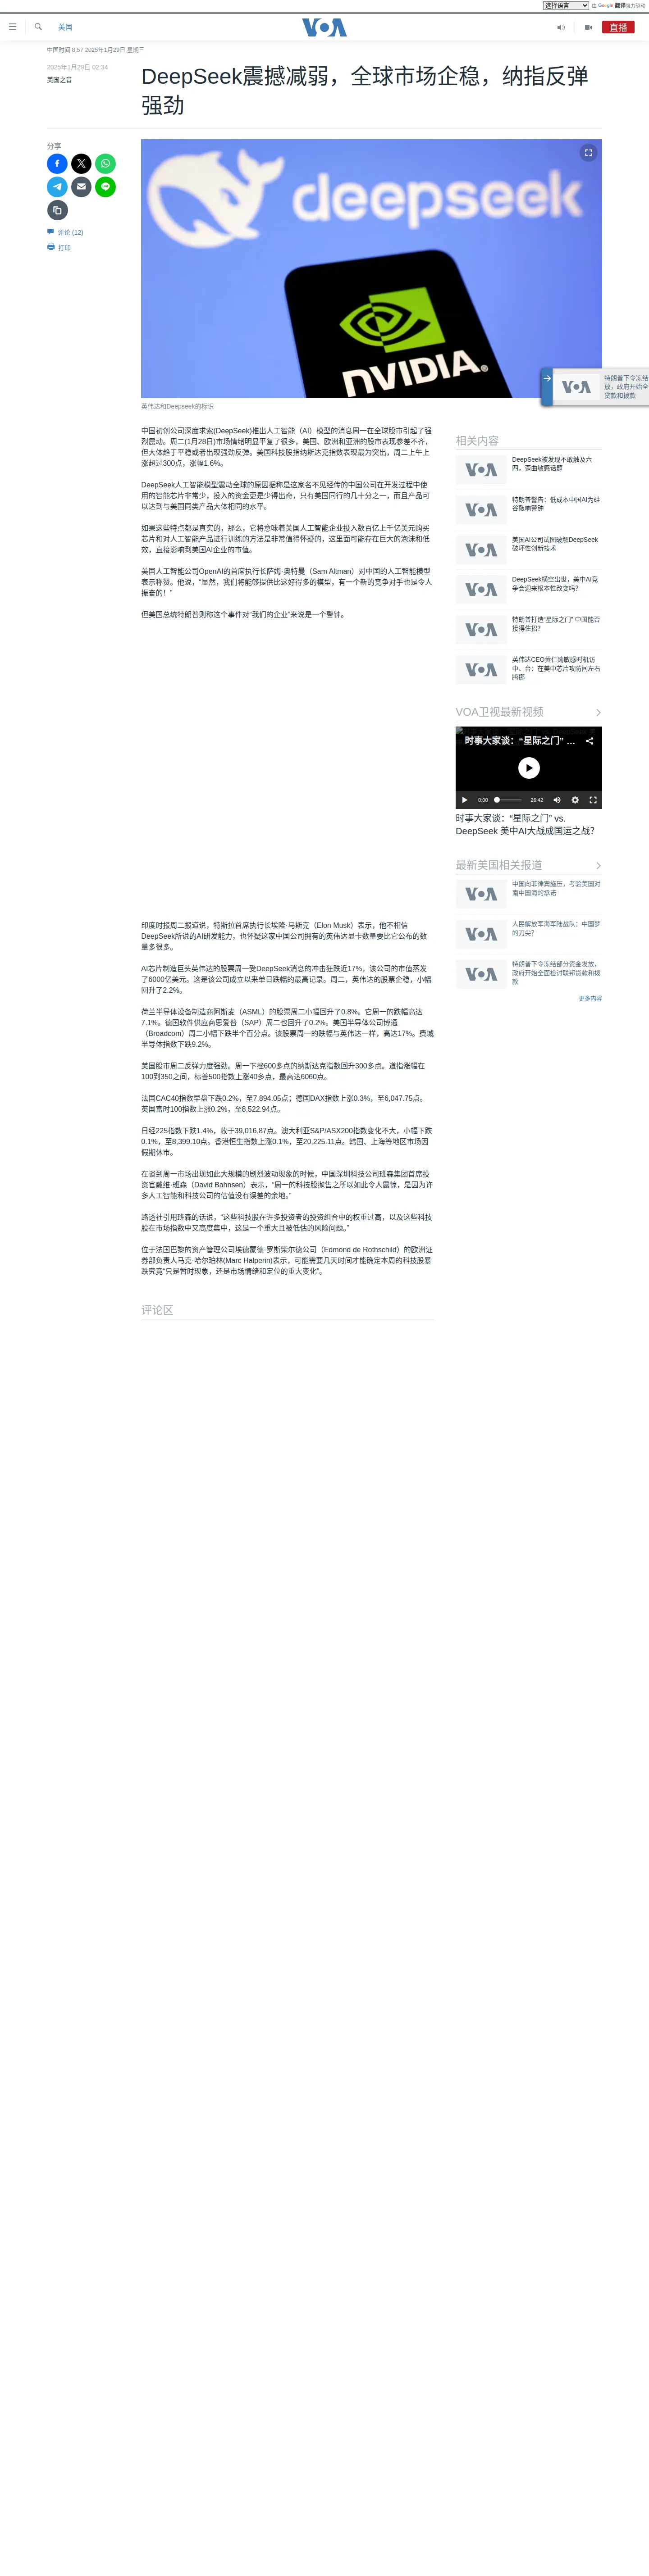 选择语言
由 Google 翻译强力驱动
美国
VOA
直播
中国时间 8:57 2025年1月29日 星期三
2025年1月29日 02:34
美国之音
DeepSeek震撼减弱，全球市场企稳，纳指反弹
强劲
分享
评论 (12)
打印
deepseek
NVIDIA
英伟达和Deepseek的标识
特朗普下令冻结
放，政府开始全
贷款和拨款
中国初创公司深度求索(DeepSeek)推出人工智能（AI）模型的消息周一在全球股市引起了强
烈震动。周二(1月28日)市场情绪明显平复了很多，美国、欧洲和亚洲的股市表现参差不齐，
但大体趋于平稳或者出现强劲反弹。美国科技股指纳斯达克指数表现最为突出，周二上午上
涨超过300点，涨幅1.6%。
DeepSeek人工智能模型震动全球的原因据称是这家名不见经传的中国公司在开发过程中使
用的智能芯片非常少，投入的资金更是少得出奇，只有美国同行的几十分之一，而且产品可
以达到与美国同类产品大体相同的水平。
如果这些特点都是真实的，那么，它将意味着美国人工智能企业投入数百亿上千亿美元购买
芯片和对人工智能产品进行训练的方法是非常值得怀疑的，这里面可能存在巨大的泡沫和低
效，直接影响到美国AI企业的市值。
美国人工智能公司OpenAI的首席执行长萨姆·奥特曼（Sam Altman）对中国的人工智能模型
表示称赞。他说，“显然，我们将能够提供比这好得多的模型，有一个新的竞争对手也是令人
振奋的！”
但美国总统特朗普则称这个事件对“我们的企业”来说是一个警钟。
印度时报周二报道说，特斯拉首席执行长埃隆·马斯克（Elon Musk）表示，他不相信
DeepSeek所说的AI研发能力，也怀疑这家中国公司拥有的英伟达显卡数量要比它公布的数
量多很多。
AI芯片制造巨头英伟达的股票周一受DeepSeek消息的冲击狂跌近17%，该公司的市值蒸发
了6000亿美元。这是该公司成立以来单日跌幅的最高记录。周二，英伟达的股票企稳，小幅
回升了2.2%。
荷兰半导体设备制造商阿斯麦（ASML）的股票周二小幅回升了0.8%。它周一的跌幅高达
7.1%。德国软件供应商思爱普（SAP）周二也回升了0.2%。美国半导体公司博通
（Broadcom）周二小幅下跌半个百分点。该股票周一的跌幅与英伟达一样，高达17%。费城
半导体指数下跌9.2%。
美国股市周二反弹力度强劲。周一下挫600多点的纳斯达克指数回升300多点。道指涨幅在
100到350之间，标普500指数上涨40多点，最高达6060点。
法国CAC40指数早盘下跌0.2%，至7,894.05点；德国DAX指数上涨0.3%，至6,047.75点。
英国富时100指数上涨0.2%，至8,522.94点。
日经225指数下跌1.4%，收于39,016.87点。澳大利亚S&P/ASX200指数变化不大，小幅下跌
0.1%，至8,399.10点。香港恒生指数上涨0.1%，至20,225.11点。韩国、上海等地区市场因
假期休市。
在谈到周一市场出现如此大规模的剧烈波动现象的时候，中国深圳科技公司班森集团首席投
资官戴维·班森（David Bahnsen）表示，“周一的科技股抛售之所以如此令人震惊，是因为许
多人工智能和科技公司的估值没有误差的余地。”
路透社引用班森的话说，“这些科技股在许多投资者的投资组合中的权重过高，以及这些科技
股在市场指数中又高度集中，这是一个重大且被低估的风险问题。”
位于法国巴黎的资产管理公司埃德蒙德·罗斯柴尔德公司（Edmond de Rothschild）的欧洲证
券部负责人马克·哈尔珀林(Marc Halperin)表示，可能需要几天时间才能确定本周的科技股暴
跌究竟“只是暂时现象，还是市场情绪和定位的重大变化”。
评论区
相关内容
VOA
DeepSeek被发现不敢触及六
四，歪曲敏感话题
VOA
特朗普警告：低成本中国AI为硅
谷敲响警钟
VOA
美国AI公司试图破解DeepSeek
破坏性创新技术
VOA
DeepSeek横空出世，美中AI竞
争会迎来根本性改变吗？
VOA
特朗普打造“星际之门” 中国能否
接得住招？
VOA
英伟达CEO黄仁勋敏感时机访
中、台：在美中芯片攻防间左右
腾挪
VOA卫视最新视频
时事大家谈：“星际之门” ...
0:00
26:42
时事大家谈：“星际之门” vs.
DeepSeek 美中AI大战成国运之战？
最新美国相关报道
VOA
中国向菲律宾施压，考验美国对
南中国海的承诺
VOA
人民解放军海军陆战队：中国梦
的刀尖？
VOA
特朗普下令冻结部分资金发放，
政府开始全面检讨联邦贷款和拨
款
更多内容